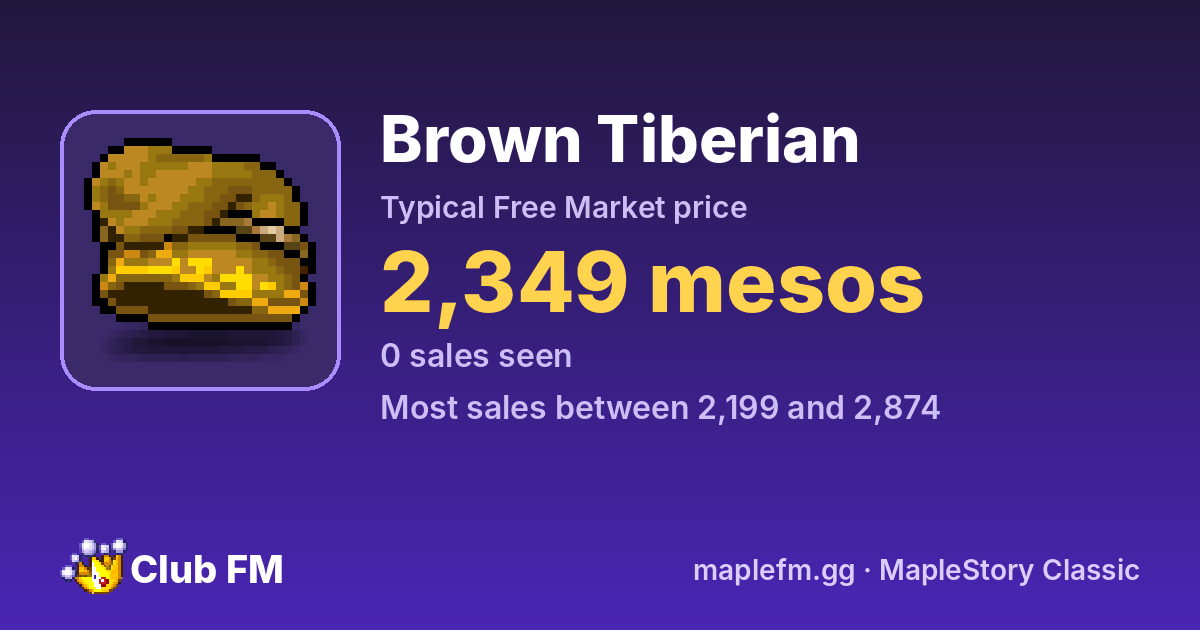 Brown Tiberian
Typical Free Market price
2,349 mesos
0 sales seen
Most sales between 2,199 and 2,874
Club FM
maplefm.gg · MapleStory Classic